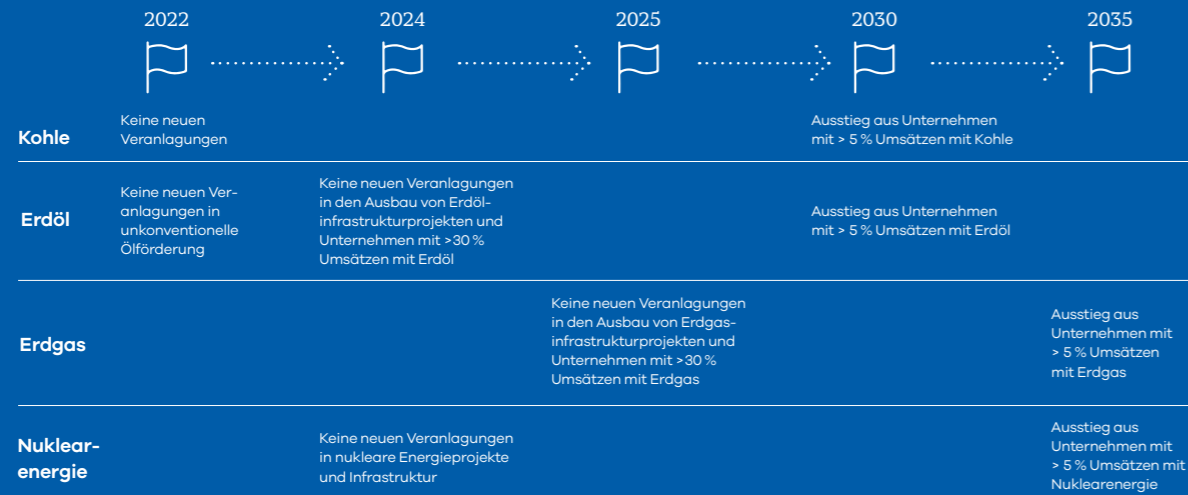 2022
2024
2025
2030
2035
Kohle
Keine neuen
Veranlagungen
Ausstieg aus Unternehmen
mit > 5 % Umsätzen mit Kohle
Erdöl
Keine neuen Ver-
anlagungen in
unkonventionelle
Ölförderung
Keine neuen Veranlagungen
in den Ausbau von Erdöl-
infrastrukturprojekten und
Unternehmen mit >30 %
Umsätzen mit Erdöl
Ausstieg aus Unternehmen
mit > 5 % Umsätzen mit Erdöl
Erdgas
Keine neuen Veranlagungen
in den Ausbau von Erdgas-
infrastrukturprojekten und
Unternehmen mit >30 %
Umsätzen mit Erdgas
Ausstieg aus
Unternehmen mit
> 5 % Umsätzen
mit Erdgas
Nuklear-
energie
Keine neuen Veranlagungen
in nukleare Energieprojekte
und Infrastruktur
Ausstieg aus
Unternehmen mit
> 5 % Umsätzen mit
Nuklearenergie